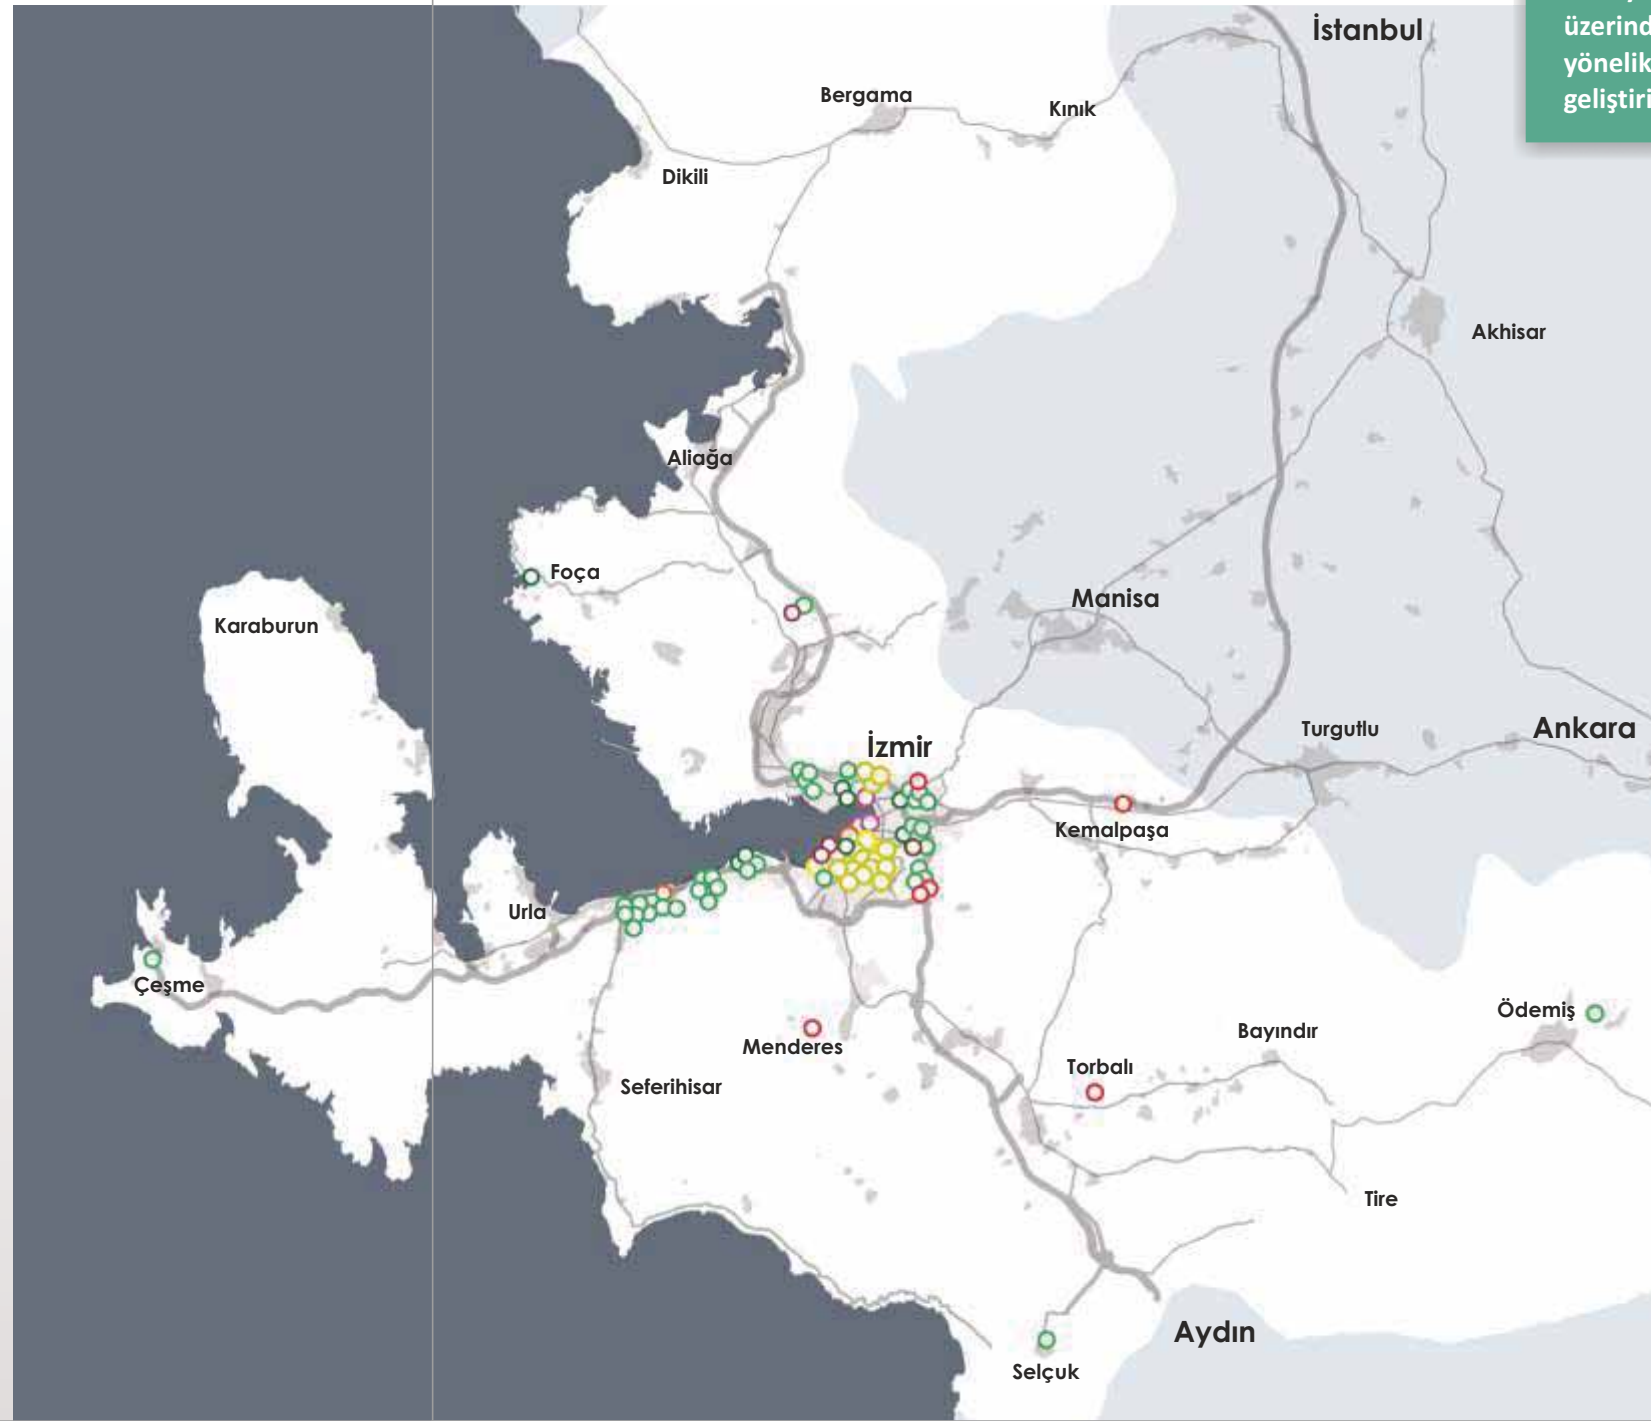 üzerind
yönelik
geliştiri
İstanbul
Bergama
Kınık
Dikili
Akhisar
Aliağa
Foça
Manisa
Karaburun
Turgutlu
Ankara
İzmir
Kemalpaşa
Urla
Çeşme
Ödemiş
Bayındır
Menderes
Torbalı
Seferihisar
Tire
Aydın
Selçuk